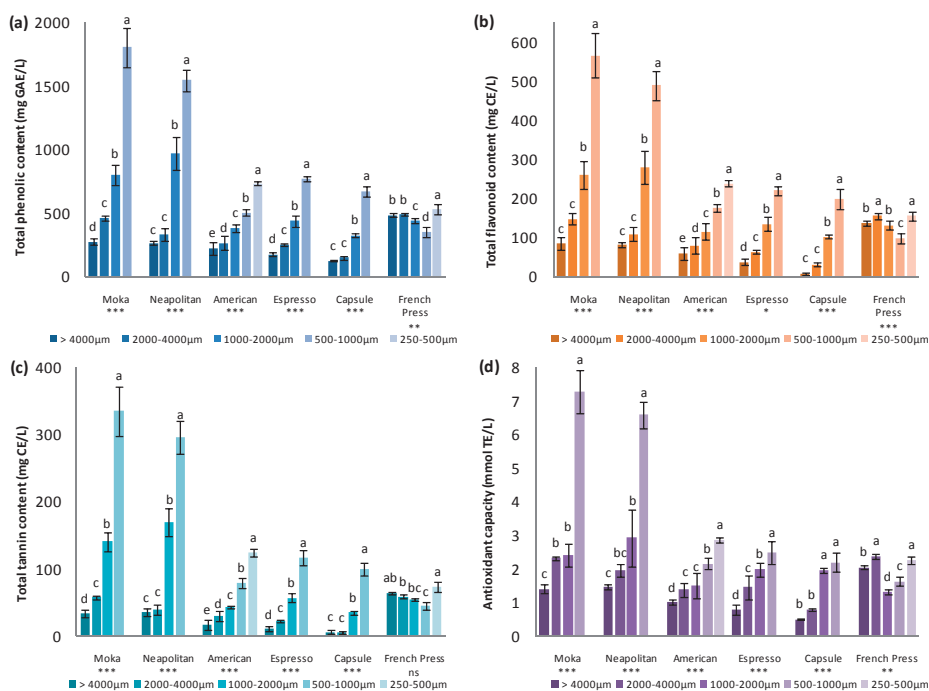 (a)
Total phenolic content (mg GAE/L)
2000
1500
1000
500
0
d c b a
c c b a
e d c b a
d c b a
c c b a
b b c d a
Moka Neapolitan American Espresso Capsule French Press
*** *** *** *** *** **
> 4000µm 2000-4000µm 1000-2000µm 500-1000µm 250-500µm
(b)
Total flavonoid content (mg CE/L)
600
500
400
300
200
100
0
c c b a
c c b a
e d c b a
d c b a
c c b a
b a b c a
Moka Neapolitan American Espresso Capsule French Press
*** *** *** * *** ***
> 4000µm 2000-4000µm 1000-2000µm 500-1000µm 250-500µm
(c)
Total tannin content (mg CE/L)
400
300
200
100
0
d c b a
c c b a
e d c b a
d c b a
c c b a
ab b bc c a
Moka Neapolitan American Espresso Capsule French Press
*** *** *** *** *** ns
> 4000µm 2000-4000µm 1000-2000µm 500-1000µm 250-500µm
(d)
Antioxidant capacity (mmol TE/L)
8
7
6
5
4
3
2
1
0
c b b a
c bc b a
d c c b a
d c b a
b b a a
b a d c a
Moka Neapolitan American Espresso Capsule French Press
*** *** *** *** *** **
> 4000µm 2000-4000µm 1000-2000µm 500-1000µm 250-500µm